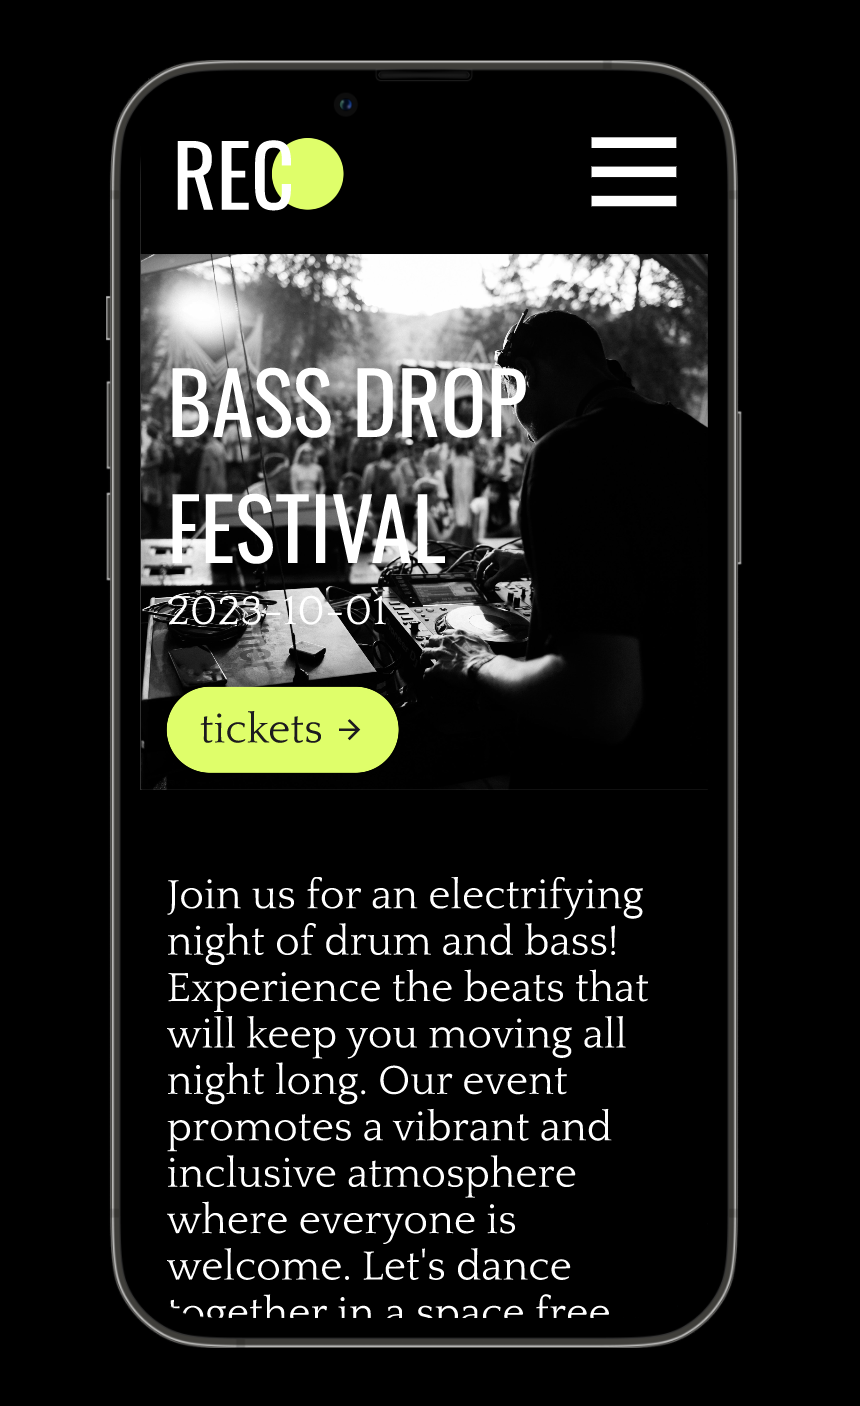 REC
BASS DROP
FESTIVAL
2023-10-01
tickets →
Join us for an electrifying
night of drum and bass!
Experience the beats that
will keep you moving all
night long. Our event
promotes a vibrant and
inclusive atmosphere
where everyone is
welcome. Let's dance
together in a space free